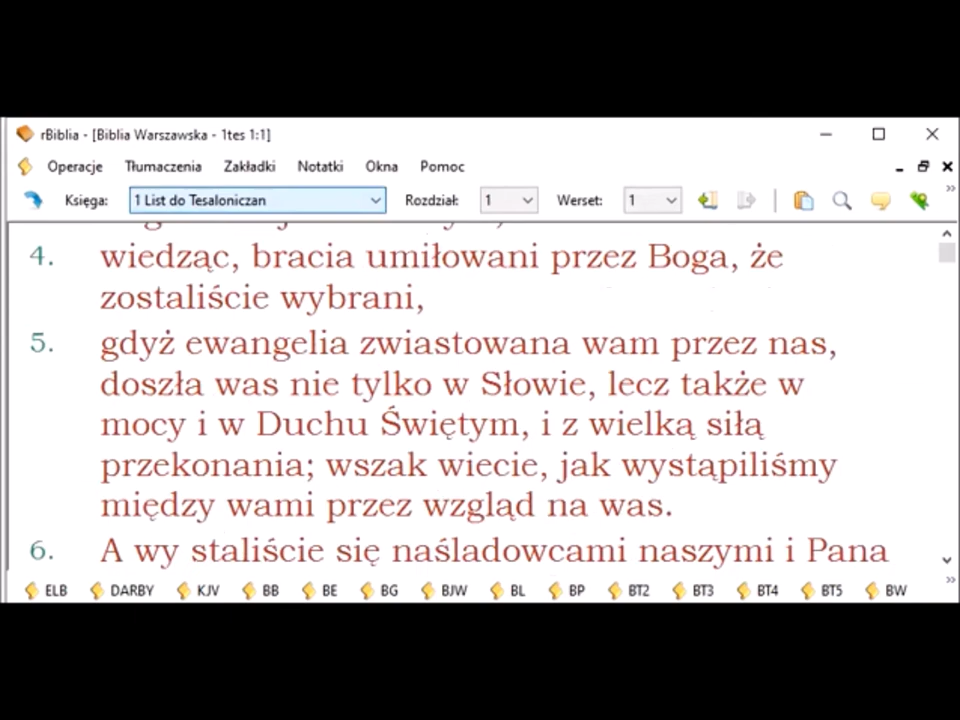 rBiblia - [Biblia Warszawska - 1tes 1:1]
Operacje Tłumaczenia Zakładki Notatki Okna Pomoc
Księga: 1 List do Tesaloniczan Rozdział: 1 Werset: 1
4. wiedząc, bracia umiłowani przez Boga, że
zostaliście wybrani,
5. gdyż ewangelia zwiastowana wam przez nas,
doszła was nie tylko w Słowie, lecz także w
mocy i w Duchu Świętym, i z wielką siłą
przekonania; wszak wiecie, jak wystąpiliśmy
między wami przez wzgląd na was.
6. A wy staliście się naśladowcami naszymi i Pana
ELB DARBY KJV BB BE BG BJW BL BP BT2 BT3 BT4 BT5 BW